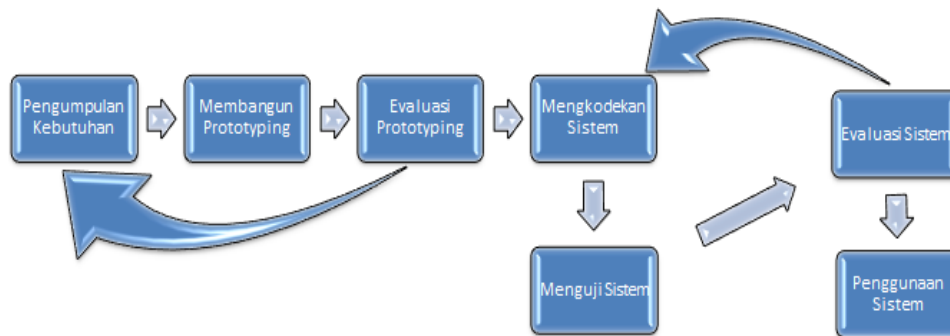 Pengumpulan
Kebutuhan
Membangun
Prototyping
Evaluasi
Prototyping
Mengkodekan
Sistem
Menguji Sistem
Evaluasi Sistem
Penggunaan
Sistem